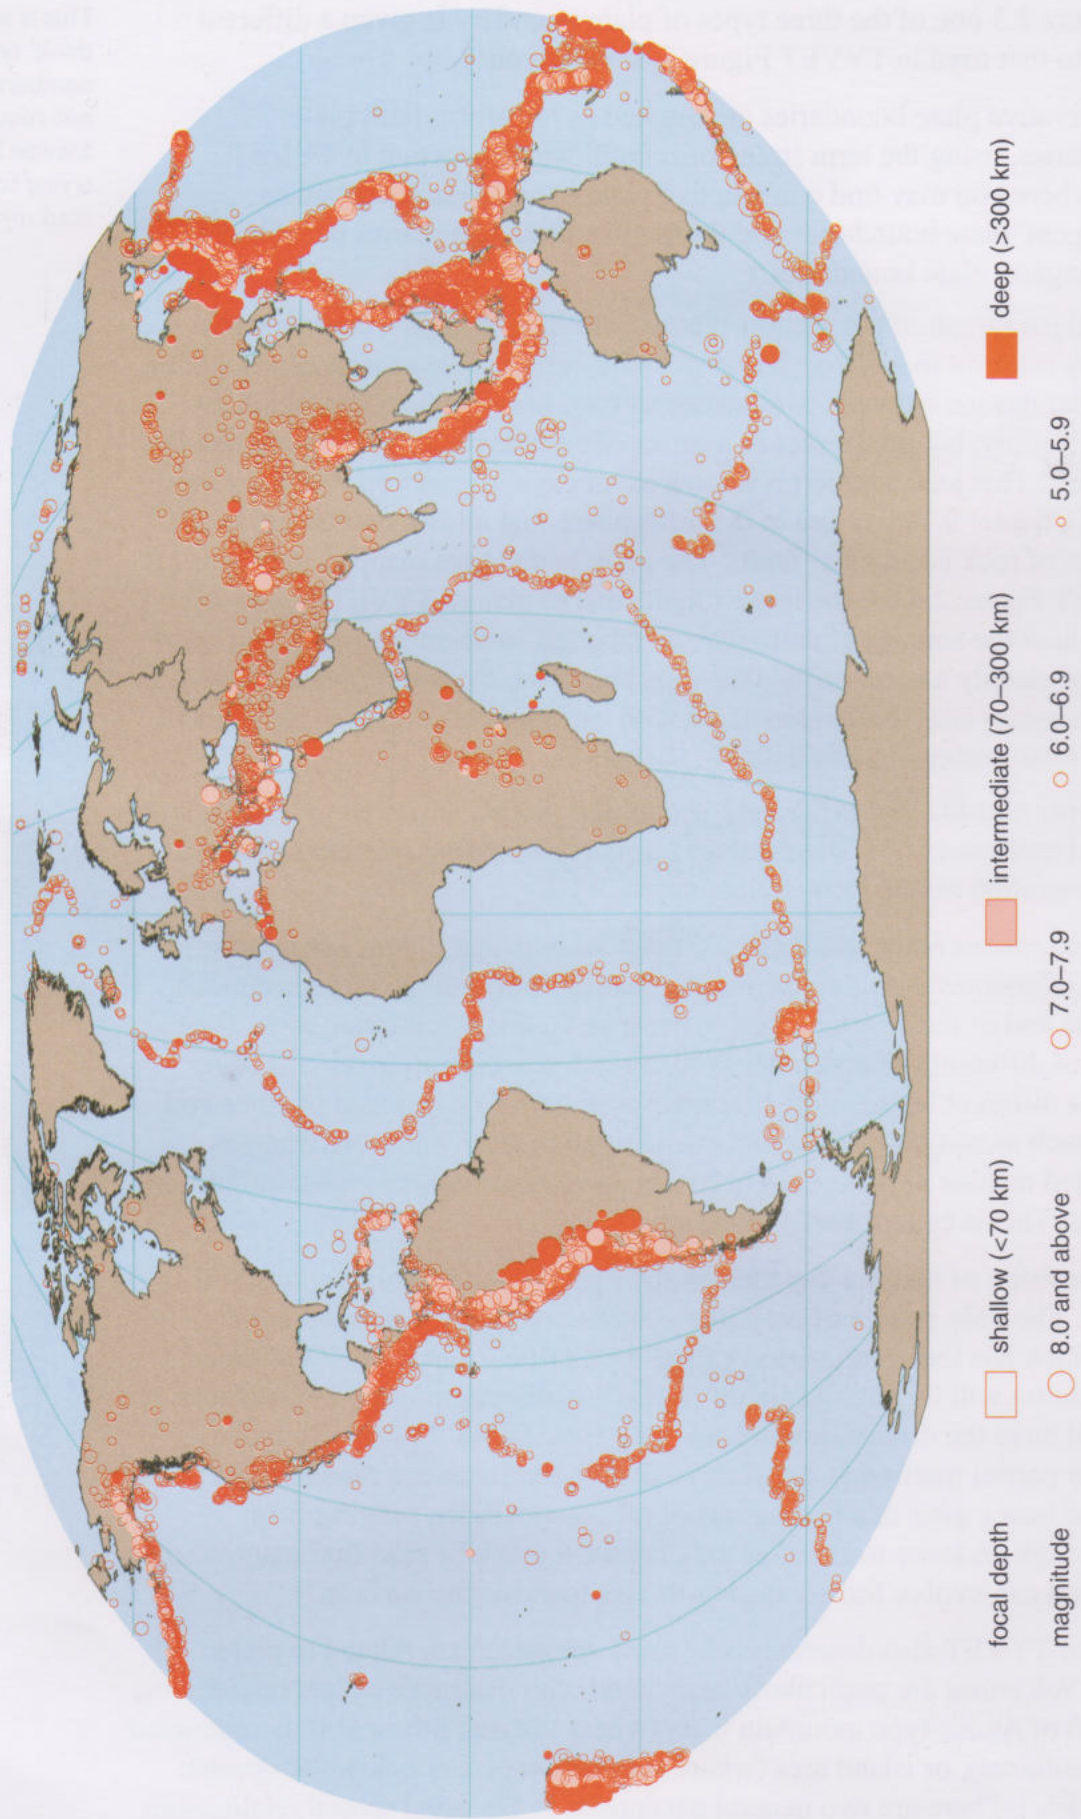 focal depth shallow (<70 km) intermediate (70–300 km) deep (>300 km)
magnitude 8.0 and above 7.0–7.9 6.0–6.9 5.0–5.9